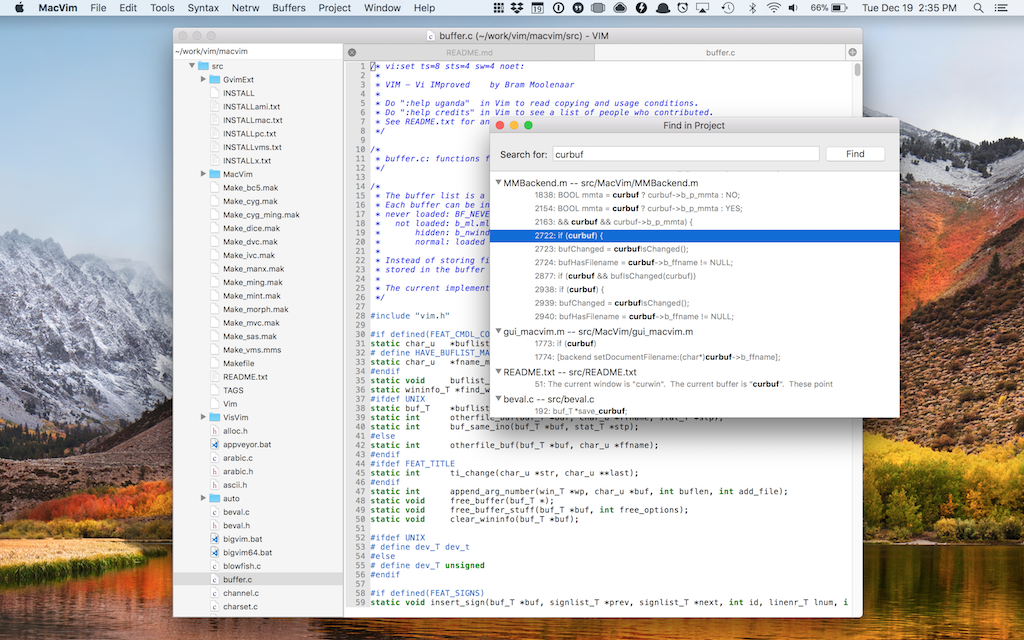 MacVim File Edit Tools Syntax Netrw Buffers Project Window Help 66% Tue Dec 19 2:35 PM
buffer.c (~/work/vim/macvim/src) - VIM
~/work/vim/macvim
README.md
buffer.c
src
GvimExt
INSTALL
INSTALLami.txt
INSTALLmac.txt
INSTALLpc.txt
INSTALLvms.txt
INSTALLx.txt
MacVim
Make_bc5.mak
Make_cyg.mak
Make_cyg_ming.mak
Make_dice.mak
Make_dvc.mak
Make_ivc.mak
Make_manx.mak
Make_ming.mak
Make_mint.mak
Make_morph.mak
Make_mvc.mak
Make_sas.mak
Make_vms.mms
Makefile
README.txt
TAGS
Vim
VisVim
alloc.h
appveyor.bat
arabic.c
arabic.h
ascii.h
auto
beval.c
beval.h
bigvim.bat
bigvim64.bat
blowfish.c
buffer.c
channel.c
charset.c
1 /* vi:set ts=8 sts=4 sw=4 noet:
2 *
3 * VIM - Vi IMproved by Bram Moolenaar
4 *
5 * Do ":help uganda" in Vim to read copying and usage conditions.
6 * Do ":help credits" in Vim to see a list of people who contributed.
7 * See README.txt for an
8 */
9
10 /*
11 * buffer.c: functions f
12 */
13
14 /*
15 * The buffer list is a
16 * Each buffer can be in
17 * never loaded: BF_NEVE
18 * not loaded: b_ml.ml
19 * hidden: b_nwind
20 * normal: loaded
21 *
22 * Instead of storing fi
23 * stored in the buffer
24 *
25 * The current implement
26 */
27
28 #include "vim.h"
29
30 #if defined(FEAT_CMDL_CO
31 static char_u *buflist
32 # define HAVE_BUFLIST_MA
33 static char_u *fname_m
34 #endif
35 static void buflist_
36 static wininfo_T *find_w
37 #ifdef UNIX
38 static buf_T *buflist
39 static int otherfile_buf(buf_T *buf, char_u *ffname, stat_T *stp);
40 static int buf_same_ino(buf_T *buf, stat_T *stp);
41 #else
42 static int otherfile_buf(buf_T *buf, char_u *ffname);
43 #endif
44 #ifdef FEAT_TITLE
45 static int ti_change(char_u *str, char_u **last);
46 #endif
47 static int append_arg_number(win_T *wp, char_u *buf, int buflen, int add_file);
48 static void free_buffer(buf_T *);
49 static void free_buffer_stuff(buf_T *buf, int free_options);
50 static void clear_wininfo(buf_T *buf);
51
52 #ifdef UNIX
53 # define dev_T dev_t
54 #else
55 # define dev_T unsigned
56 #endif
57
58 #if defined(FEAT_SIGNS)
59 static void insert_sign(buf_T *buf, signlist_T *prev, signlist_T *next, int id, linenr_T lnum, i
Find in Project
Search for: curbuf Find
MMBackend.m -- src/MacVim/MMBackend.m
1838: BOOL mmta = curbuf ? curbuf->b_p_mmta : NO;
2154: BOOL mmta = curbuf ? curbuf->b_p_mmta : YES;
2163: && curbuf && curbuf->b_p_mmta) {
2722: if (curbuf) {
2723: bufChanged = curbufIsChanged();
2724: bufHasFilename = curbuf->b_ffname != NULL;
2877: if (curbuf && bufIsChanged(curbuf))
2938: if (curbuf) {
2939: bufChanged = curbufIsChanged();
2940: bufHasFilename = curbuf->b_ffname != NULL;
gui_macvim.m -- src/MacVim/gui_macvim.m
1773: if (curbuf)
1774: [backend setDocumentFilename:(char*)curbuf->b_ffname];
README.txt -- src/README.txt
51: The current window is "curwin". The current buffer is "curbuf". These point
beval.c -- src/beval.c
192: buf_T *save_curbuf;